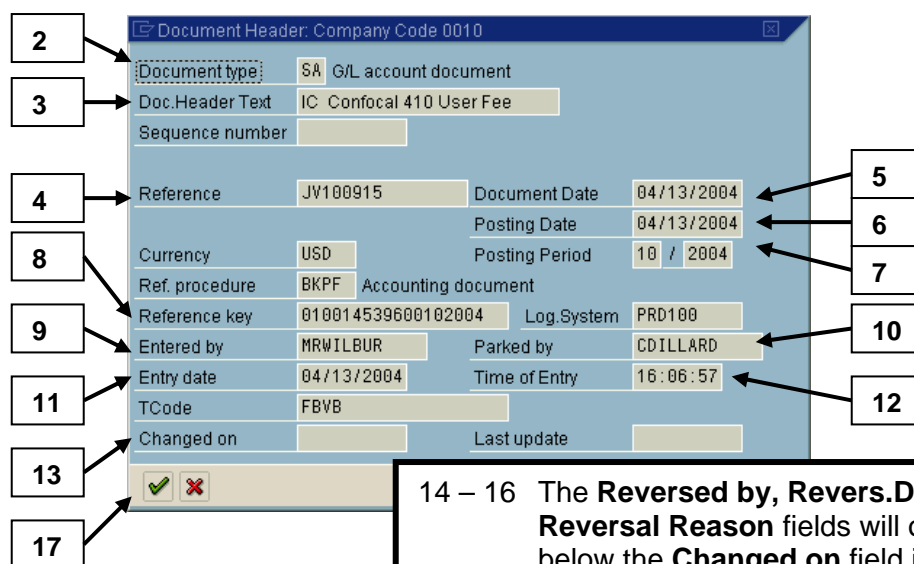 Document Header: Company Code 0010
2
Document type SA G/L account document
3
Doc.Header Text IC Confocal 410 User Fee
Sequence number
4
Reference JV100915 Document Date 04/13/2004
5
Posting Date 04/13/2004
6
8
Currency USD Posting Period 10 / 2004
7
Ref. procedure BKPF Accounting document
Reference key 010014539600102004 Log.System PRD100
9
Entered by MRWILBUR Parked by CDILLARD
10
11
Entry date 04/13/2004 Time of Entry 16:06:57
12
TCode FBVB
13
Changed on Last update
17
14 – 16 The Reversed by,
Reversal Reason fields will
below the Changed on field